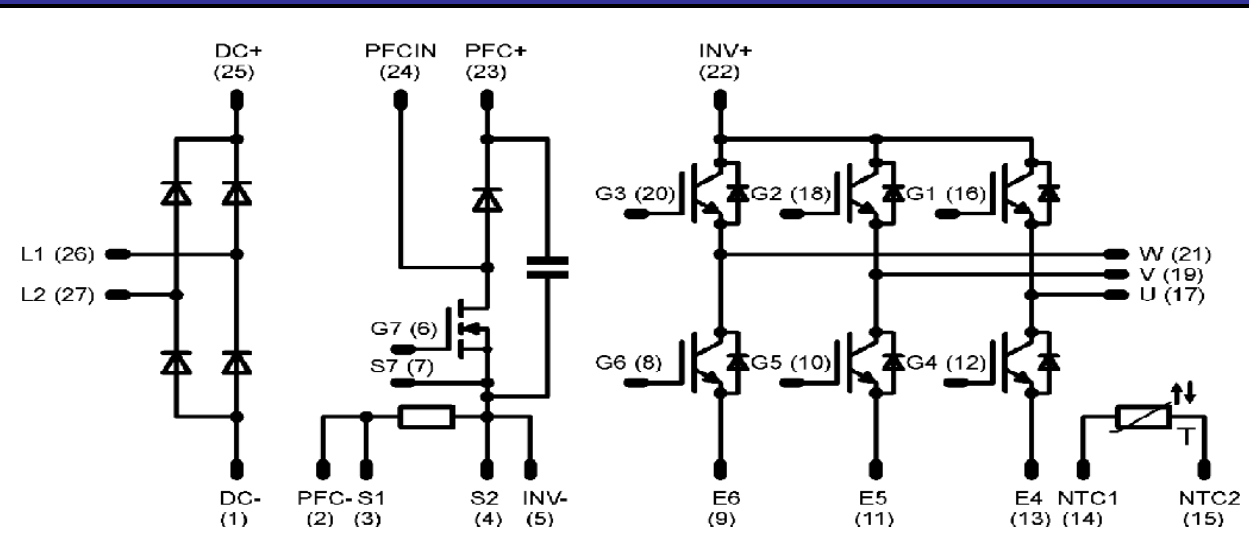 DC+ PFCIN PFC+ INV+
(25) (24) (23) (22)
G3 (20) G2 (18) G1 (16)
L1 (26) W (21)
V (19)
L2 (27) U (17)
G7 (6)
S7 (7) G6 (8) G5 (10) G4 (12)
T
DC- PFC- S1 S2 INV- E6 E5 E4 NTC1 NTC2
(1) (2) (3) (4) (5) (9) (11) (13) (14) (15)